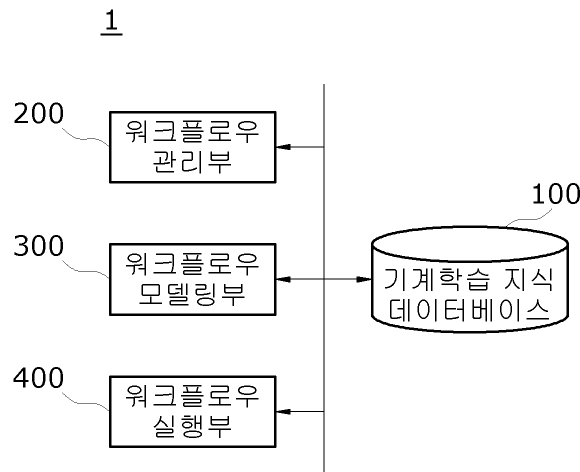 1
200
워크플로우
관리부
100
300
워크플로우
모델링부
기계학습 지식
데이터베이스
400
워크플로우
실행부